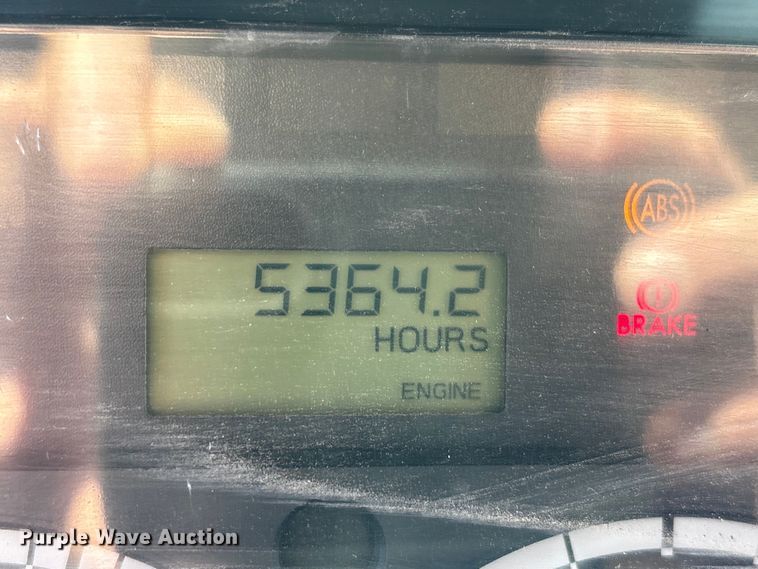 ABS
5364.2
BRAKE
HOURS
ENGINE
Purple Wave Auction